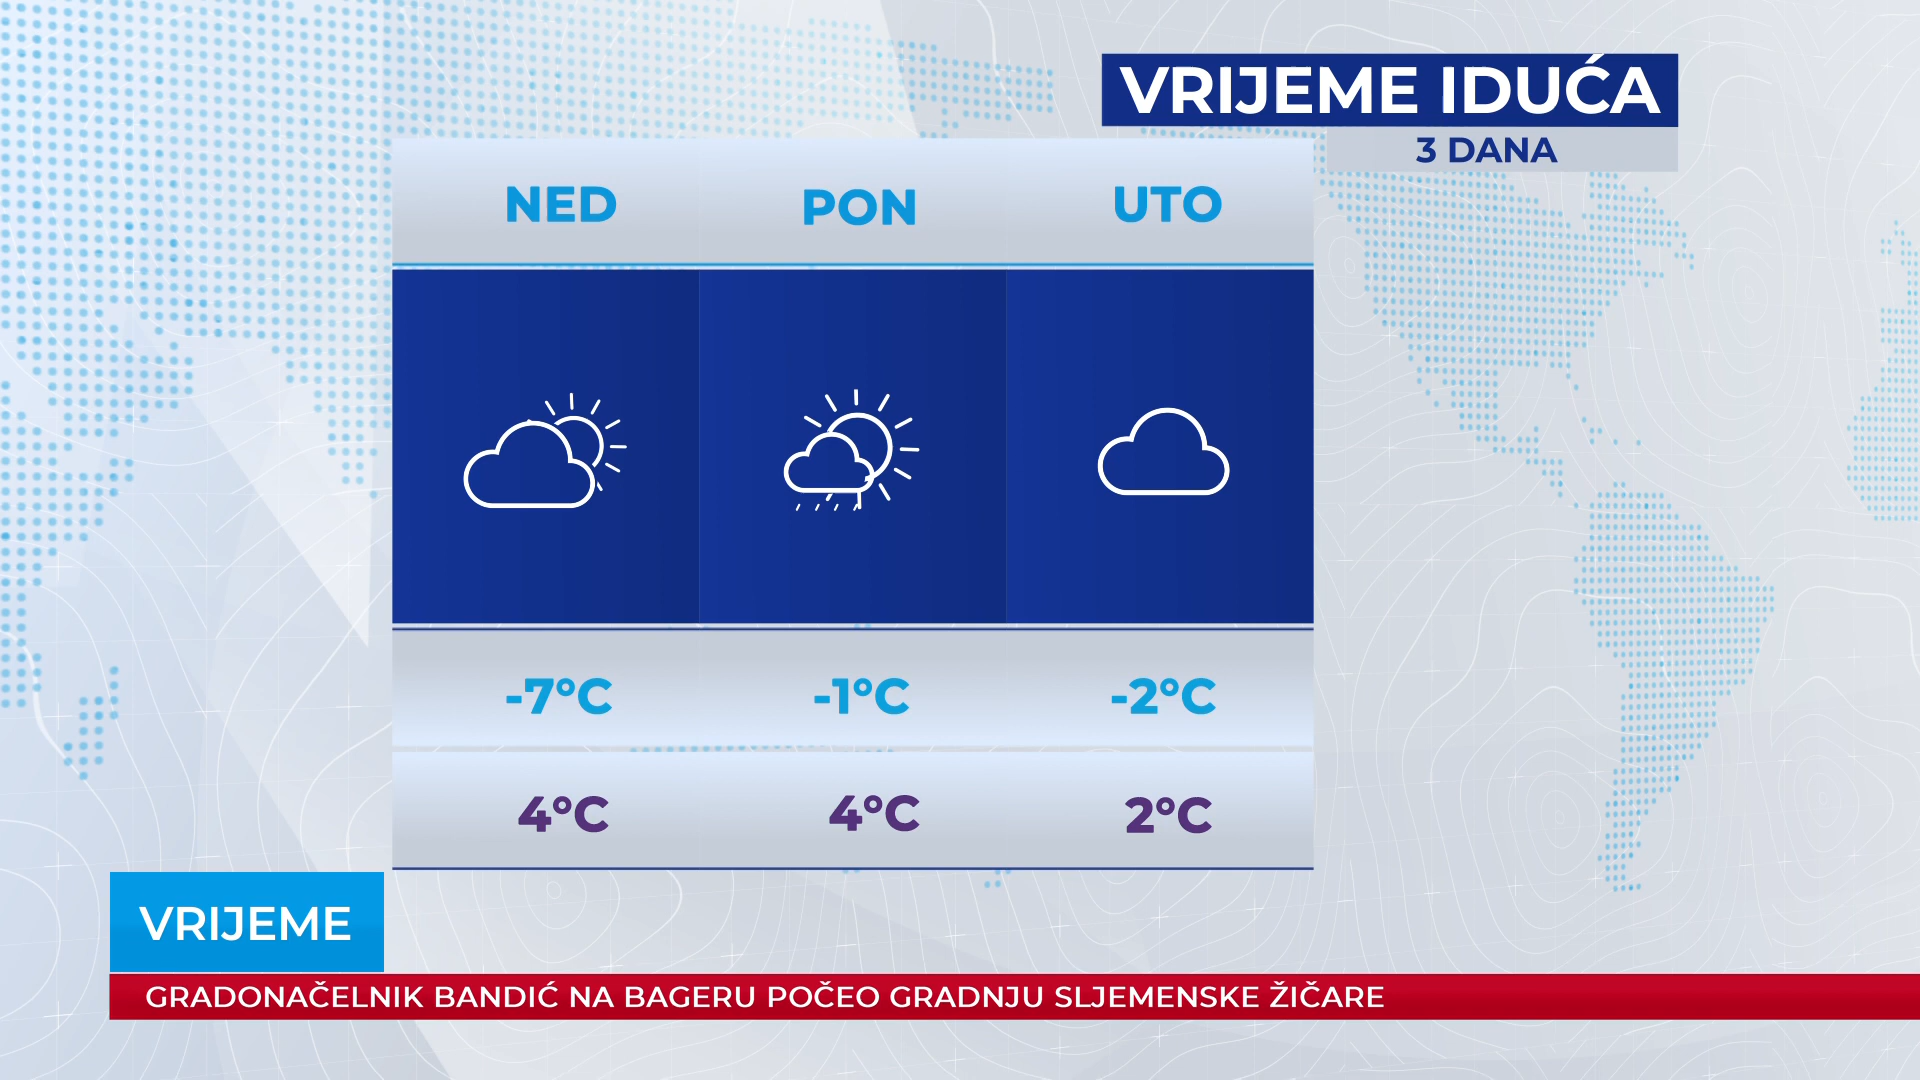 VRIJEME IDUĆA
3 DANA
NED PON UTO
-7°C -1°C -2°C
4°C 4°C 2°C
VRIJEME
GRADONAČELNIK BANDIĆ NA BAGERU POČEO GRADNJU SLJEMENSKE ŽIČARE